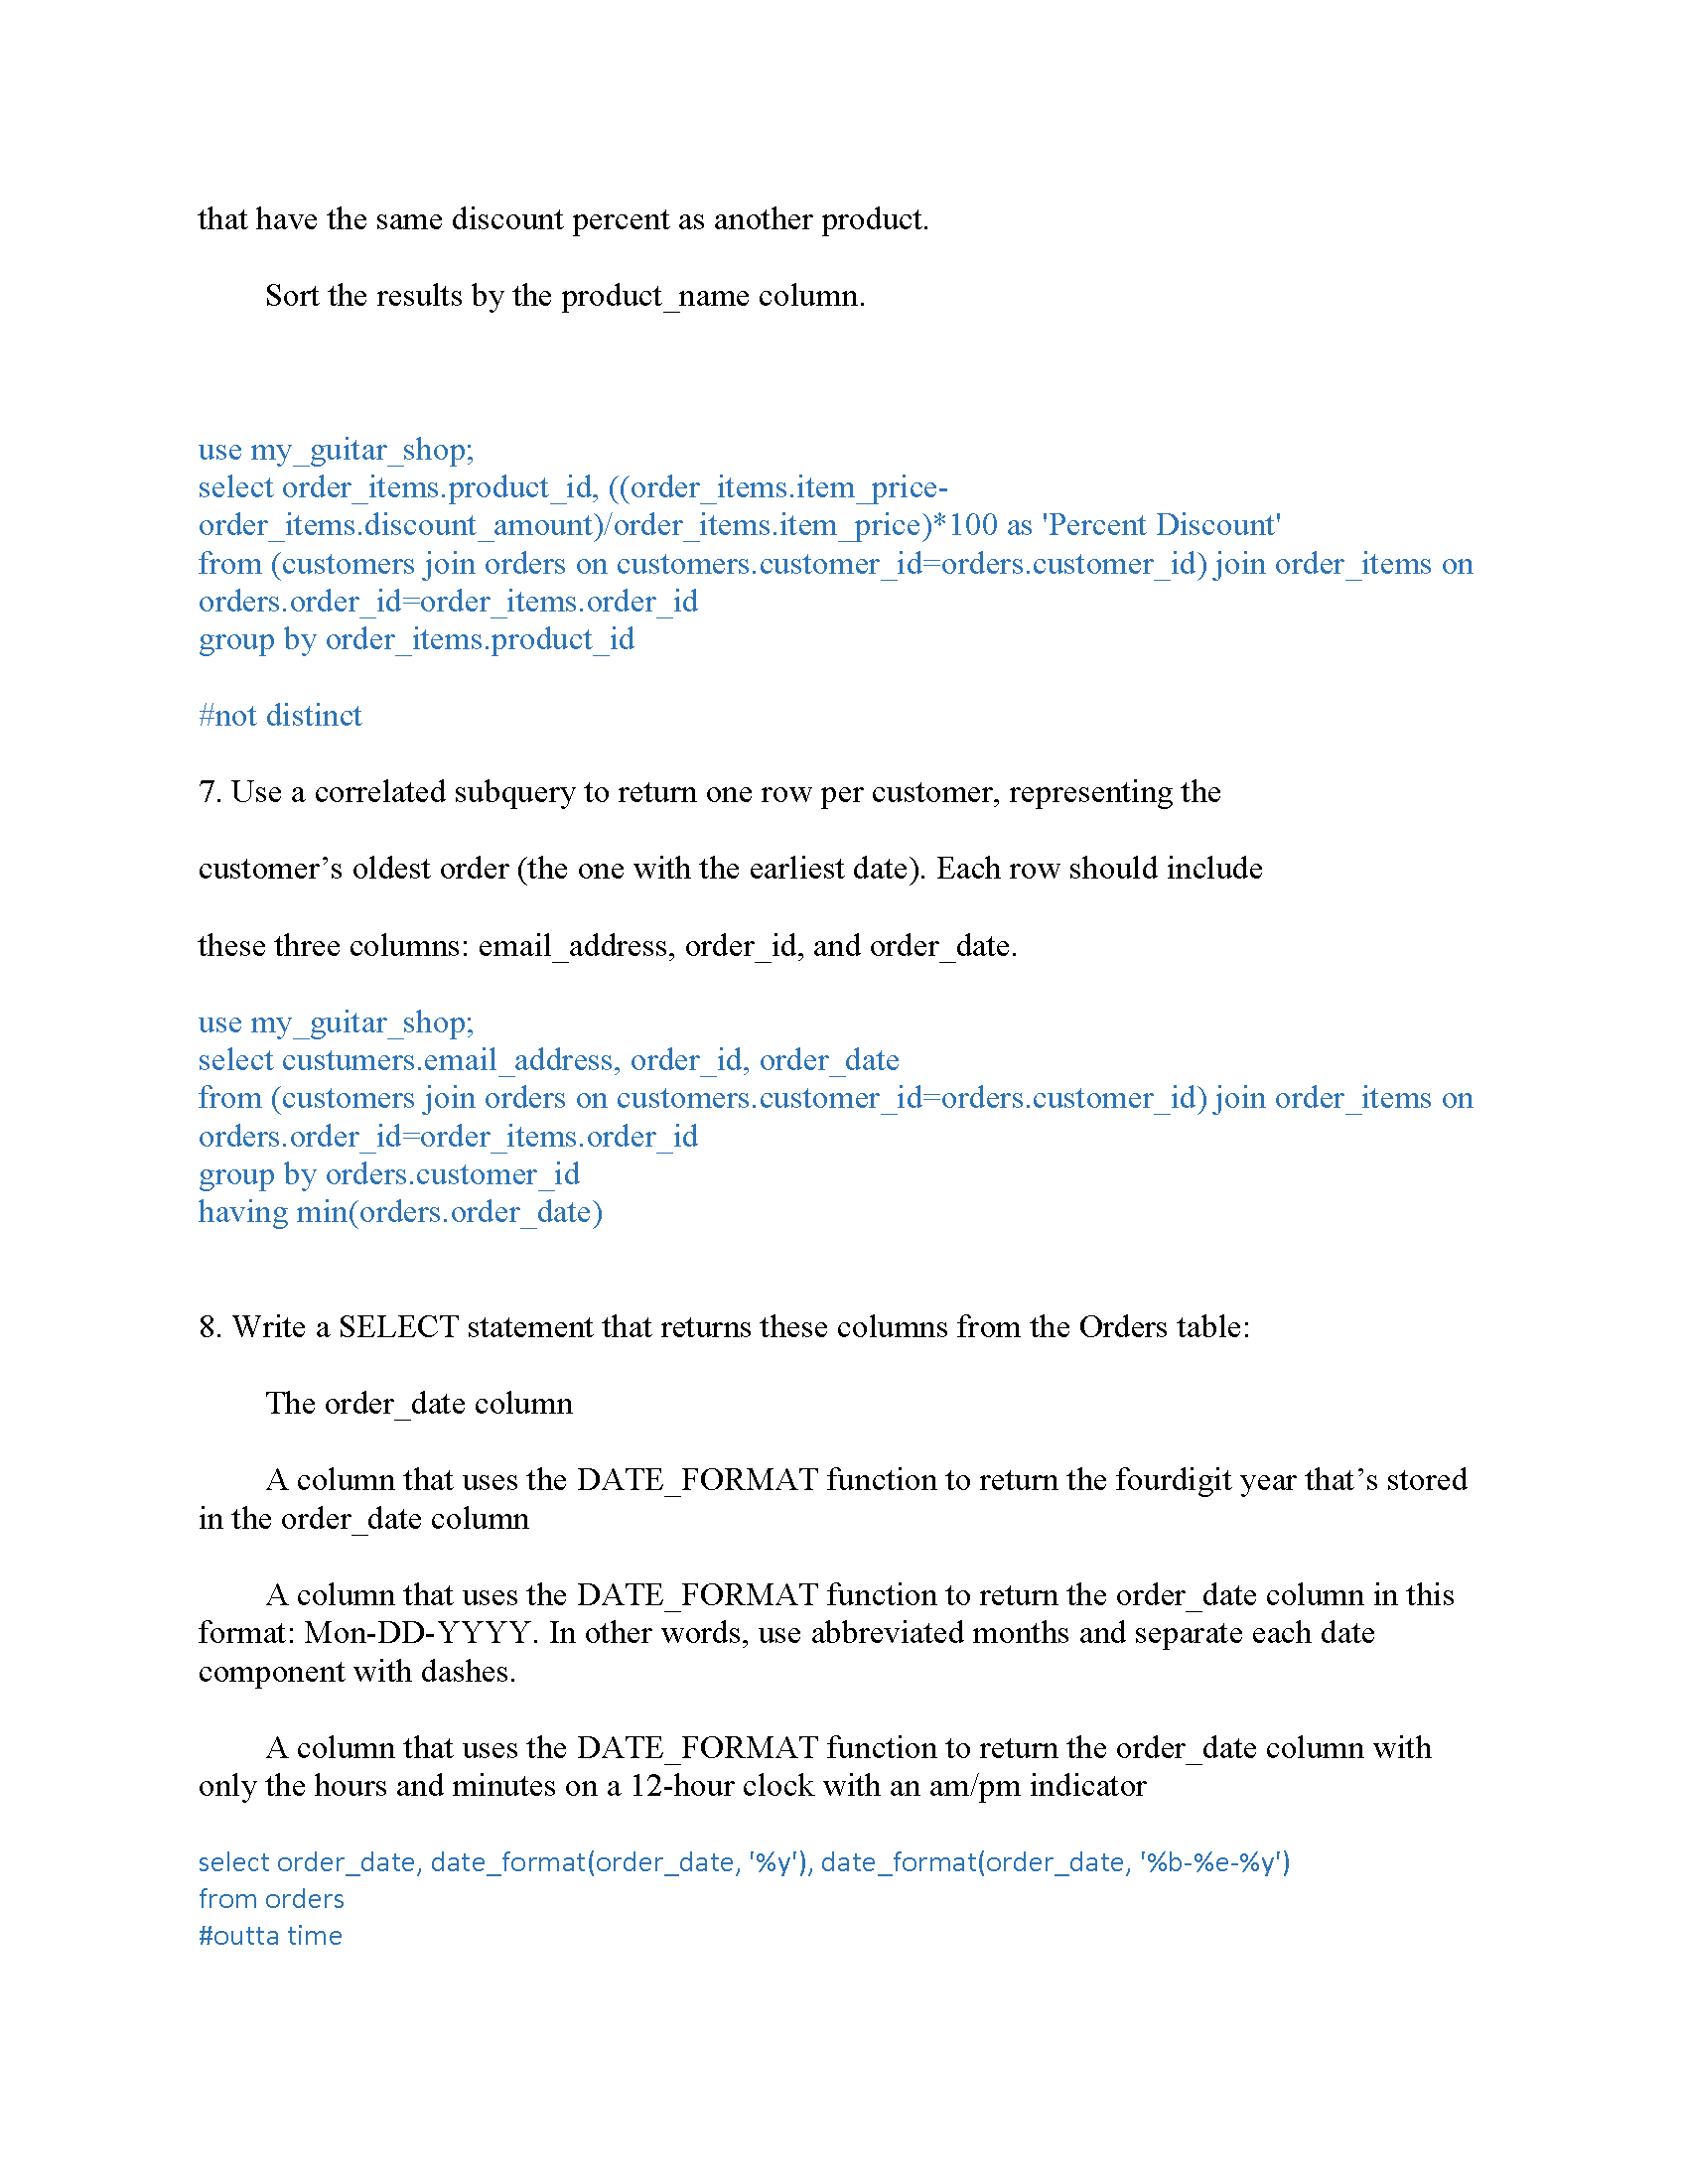 that have the same discount percent as another product.
Sort the results by the product_name column.
use my_guitar_shop;
select order_items.product_id, ((order_items.item_price-
order_items.discount_amount)/order_items.item_price)*100 as 'Percent Discount'
from (customers join orders on customers.customer_id=orders.customer_id) join order_items on
orders.order_id=order_items.order_id
group by order_items.product_id
#not distinct
7. Use a correlated subquery to return one row per customer, representing the
customer’s oldest order (the one with the earliest date). Each row should include
these three columns: email_address, order_id, and order_date.
use my_guitar_shop;
select custumers.email_address, order_id, order_date
from (customers join orders on customers.customer_id=orders.customer_id) join order_items on
orders.order_id=order_items.order_id
group by orders.customer_id
having min(orders.order_date)
8. Write a SELECT statement that returns these columns from the Orders table:
The order_date column
A column that uses the DATE_FORMAT function to return the fourdigit year that’s stored
in the order_date column
A column that uses the DATE_FORMAT function to return the order_date column in this
format: Mon-DD-YYYY. In other words, use abbreviated months and separate each date
component with dashes.
A column that uses the DATE_FORMAT function to return the order_date column with
only the hours and minutes on a 12-hour clock with an am/pm indicator
select order_date, date_format(order_date, '%y'), date_format(order_date, '%b-%e-%y')
from orders
#outta time